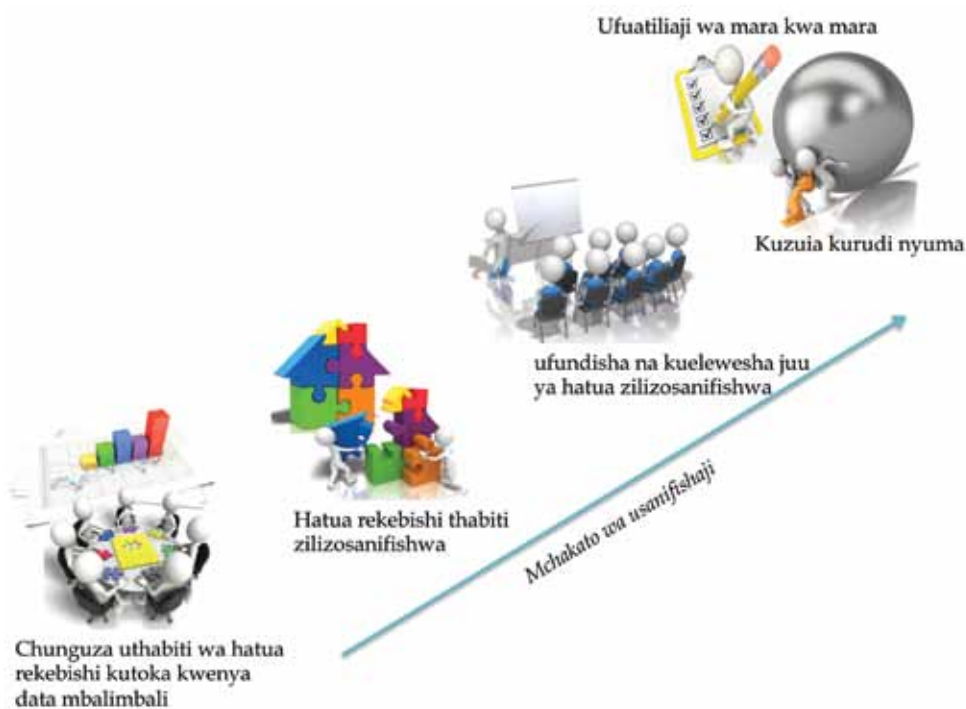 Ufuatiliaji wa mara kwa mara
Kuzuia kurudi nyuma
ufundisha na kuelewesha juu
ya hatua zilizosanifishwa
Mchakato wa usanifishaji
Hatua rekebishi thabiti
zilizosanifishwa
Chunguza uthabiti wa hatua
rekebishi kutoka kwenya
data mbalimbali